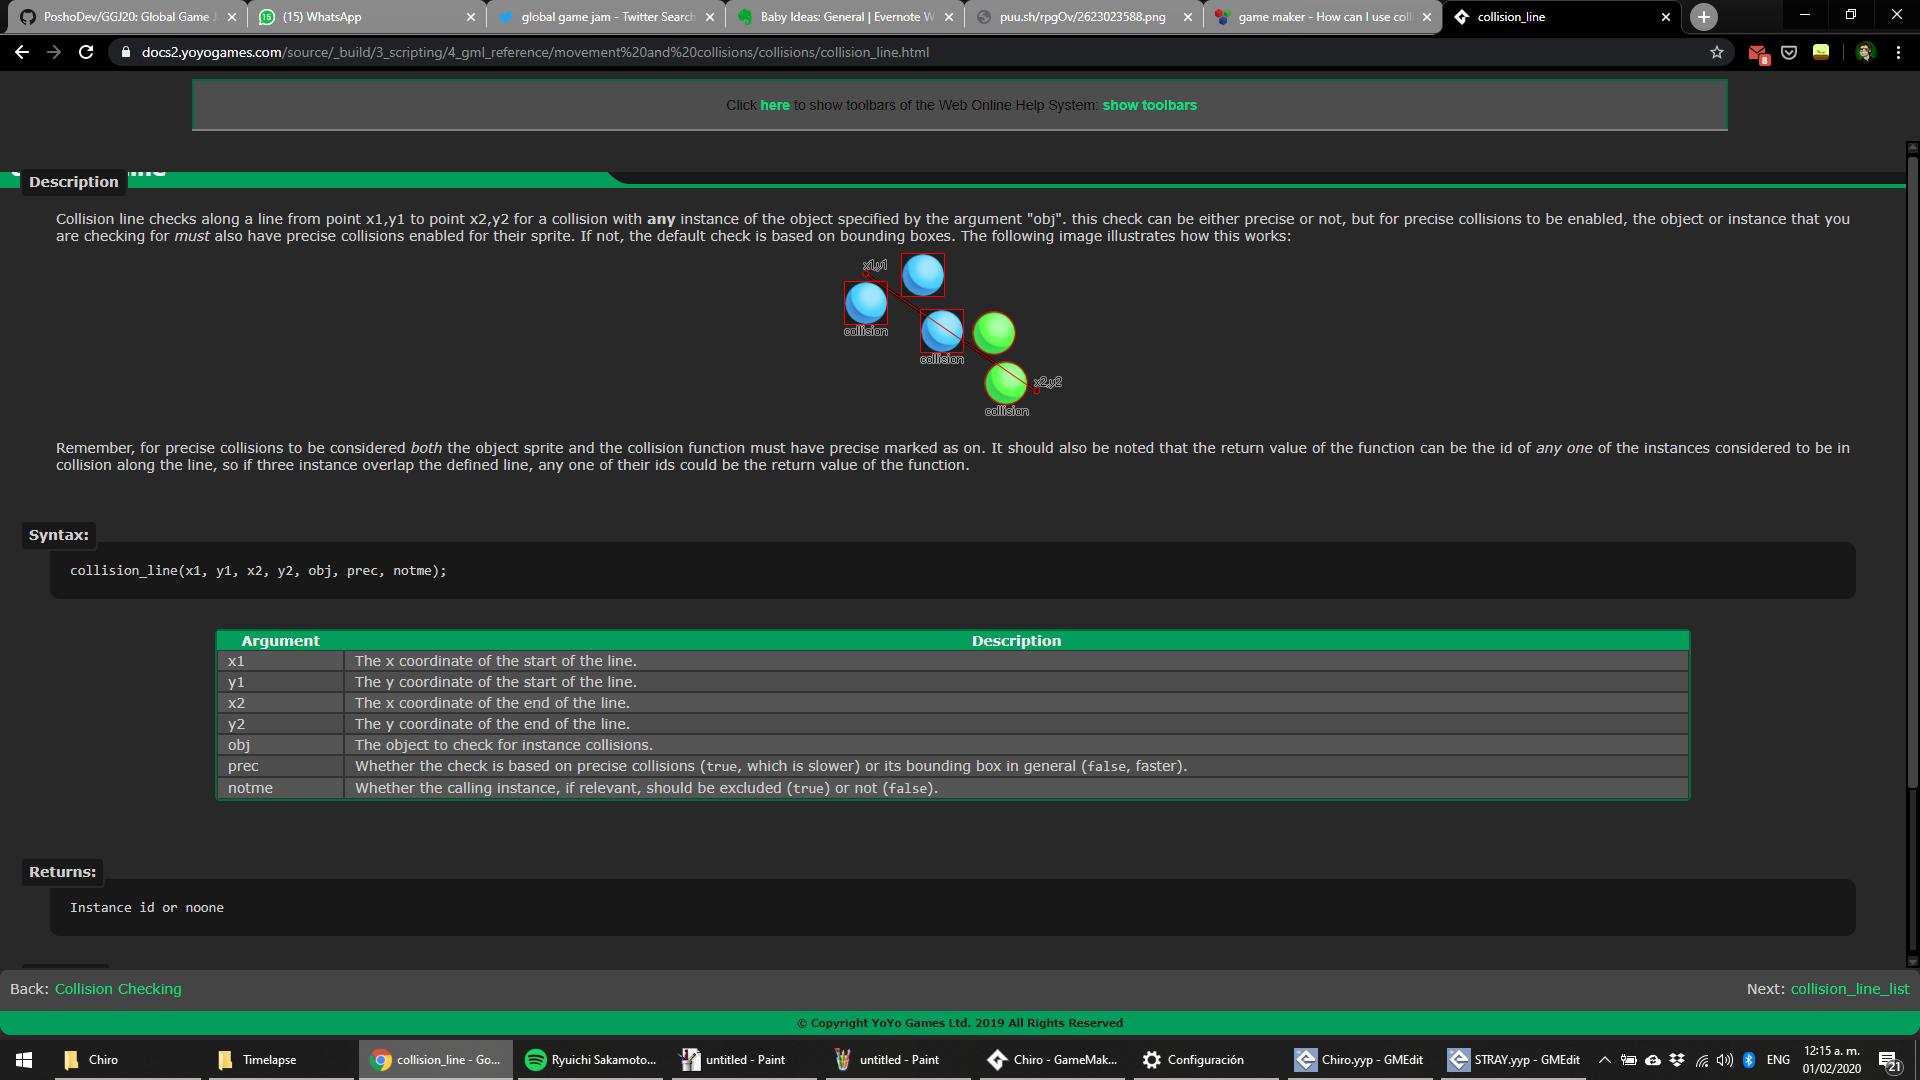 PoshoDev/GGJ20: Global Game J
(15) WhatsApp
global game jam - Twitter Search
Baby Ideas: General | Evernote W
puu.sh/rpgOv/2623023588.png
game maker - How can I use coll
collision_line
docs2.yoyogames.com/source/_build/3_scripting/4_gml_reference/movement%20and%20collisions/collisions/collision_line.html
8
Click here to show toolbars of the Web Online Help System: show toolbars
Description
Collision line checks along a line from point x1,y1 to point x2,y2 for a collision with any instance of the object specified by the argument "obj". this check can be either precise or not, but for precise collisions to be enabled, the object or instance that you
are checking for must also have precise collisions enabled for their sprite. If not, the default check is based on bounding boxes. The following image illustrates how this works:
x1,y1
collision
collision
x2,y2
collision
Remember, for precise collisions to be considered both the object sprite and the collision function must have precise marked as on. It should also be noted that the return value of the function can be the id of any one of the instances considered to be in
collision along the line, so if three instance overlap the defined line, any one of their ids could be the return value of the function.
Syntax:
collision_line(x1, y1, x2, y2, obj, prec, notme);
Argument Description
x1 The x coordinate of the start of the line.
y1 The y coordinate of the start of the line.
x2 The x coordinate of the end of the line.
y2 The y coordinate of the end of the line.
obj The object to check for instance collisions.
prec Whether the check is based on precise collisions (true, which is slower) or its bounding box in general (false, faster).
notme Whether the calling instance, if relevant, should be excluded (true) or not (false).
Returns:
Instance id or noone
Back: Collision Checking
Next: collision_line_list
© Copyright YoYo Games Ltd. 2019 All Rights Reserved
Chiro
Timelapse
collision_line - Go...
Ryuichi Sakamoto...
untitled - Paint
untitled - Paint
Chiro - GameMak...
Configuración
Chiro.yyp - GMEdit
STRAY.yyp - GMEdit
ENG
12:15 a. m.
01/02/2020
21